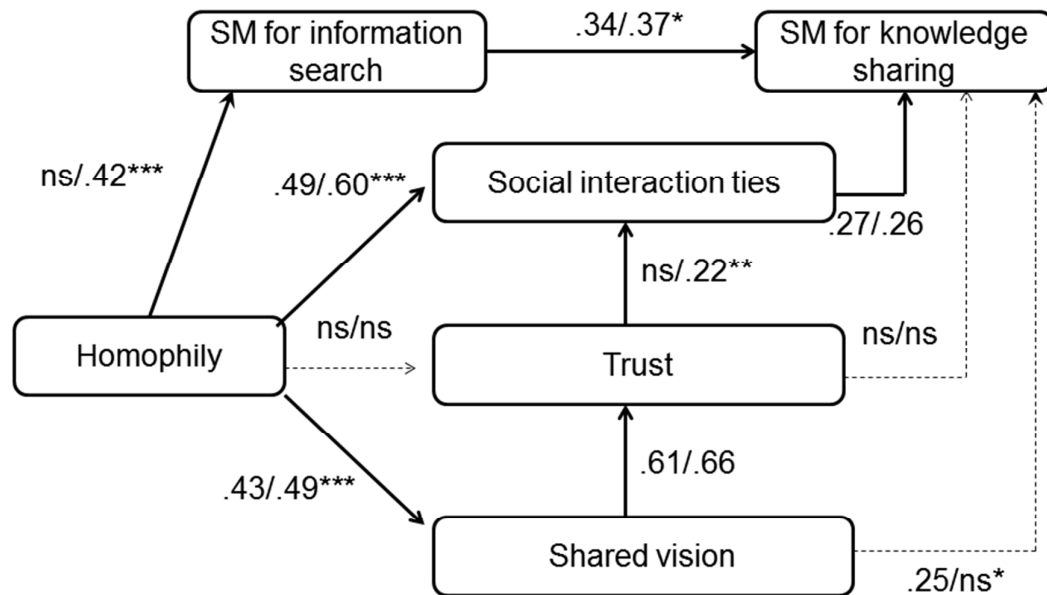 SM for information
search
.34/.37*
SM for knowledge
sharing
ns/.42***
.49/.60***
Social interaction ties
.27/.26
ns/.22**
Homophily
ns/ns
Trust
ns/ns
.61/.66
.43/.49***
Shared vision
.25/ns*